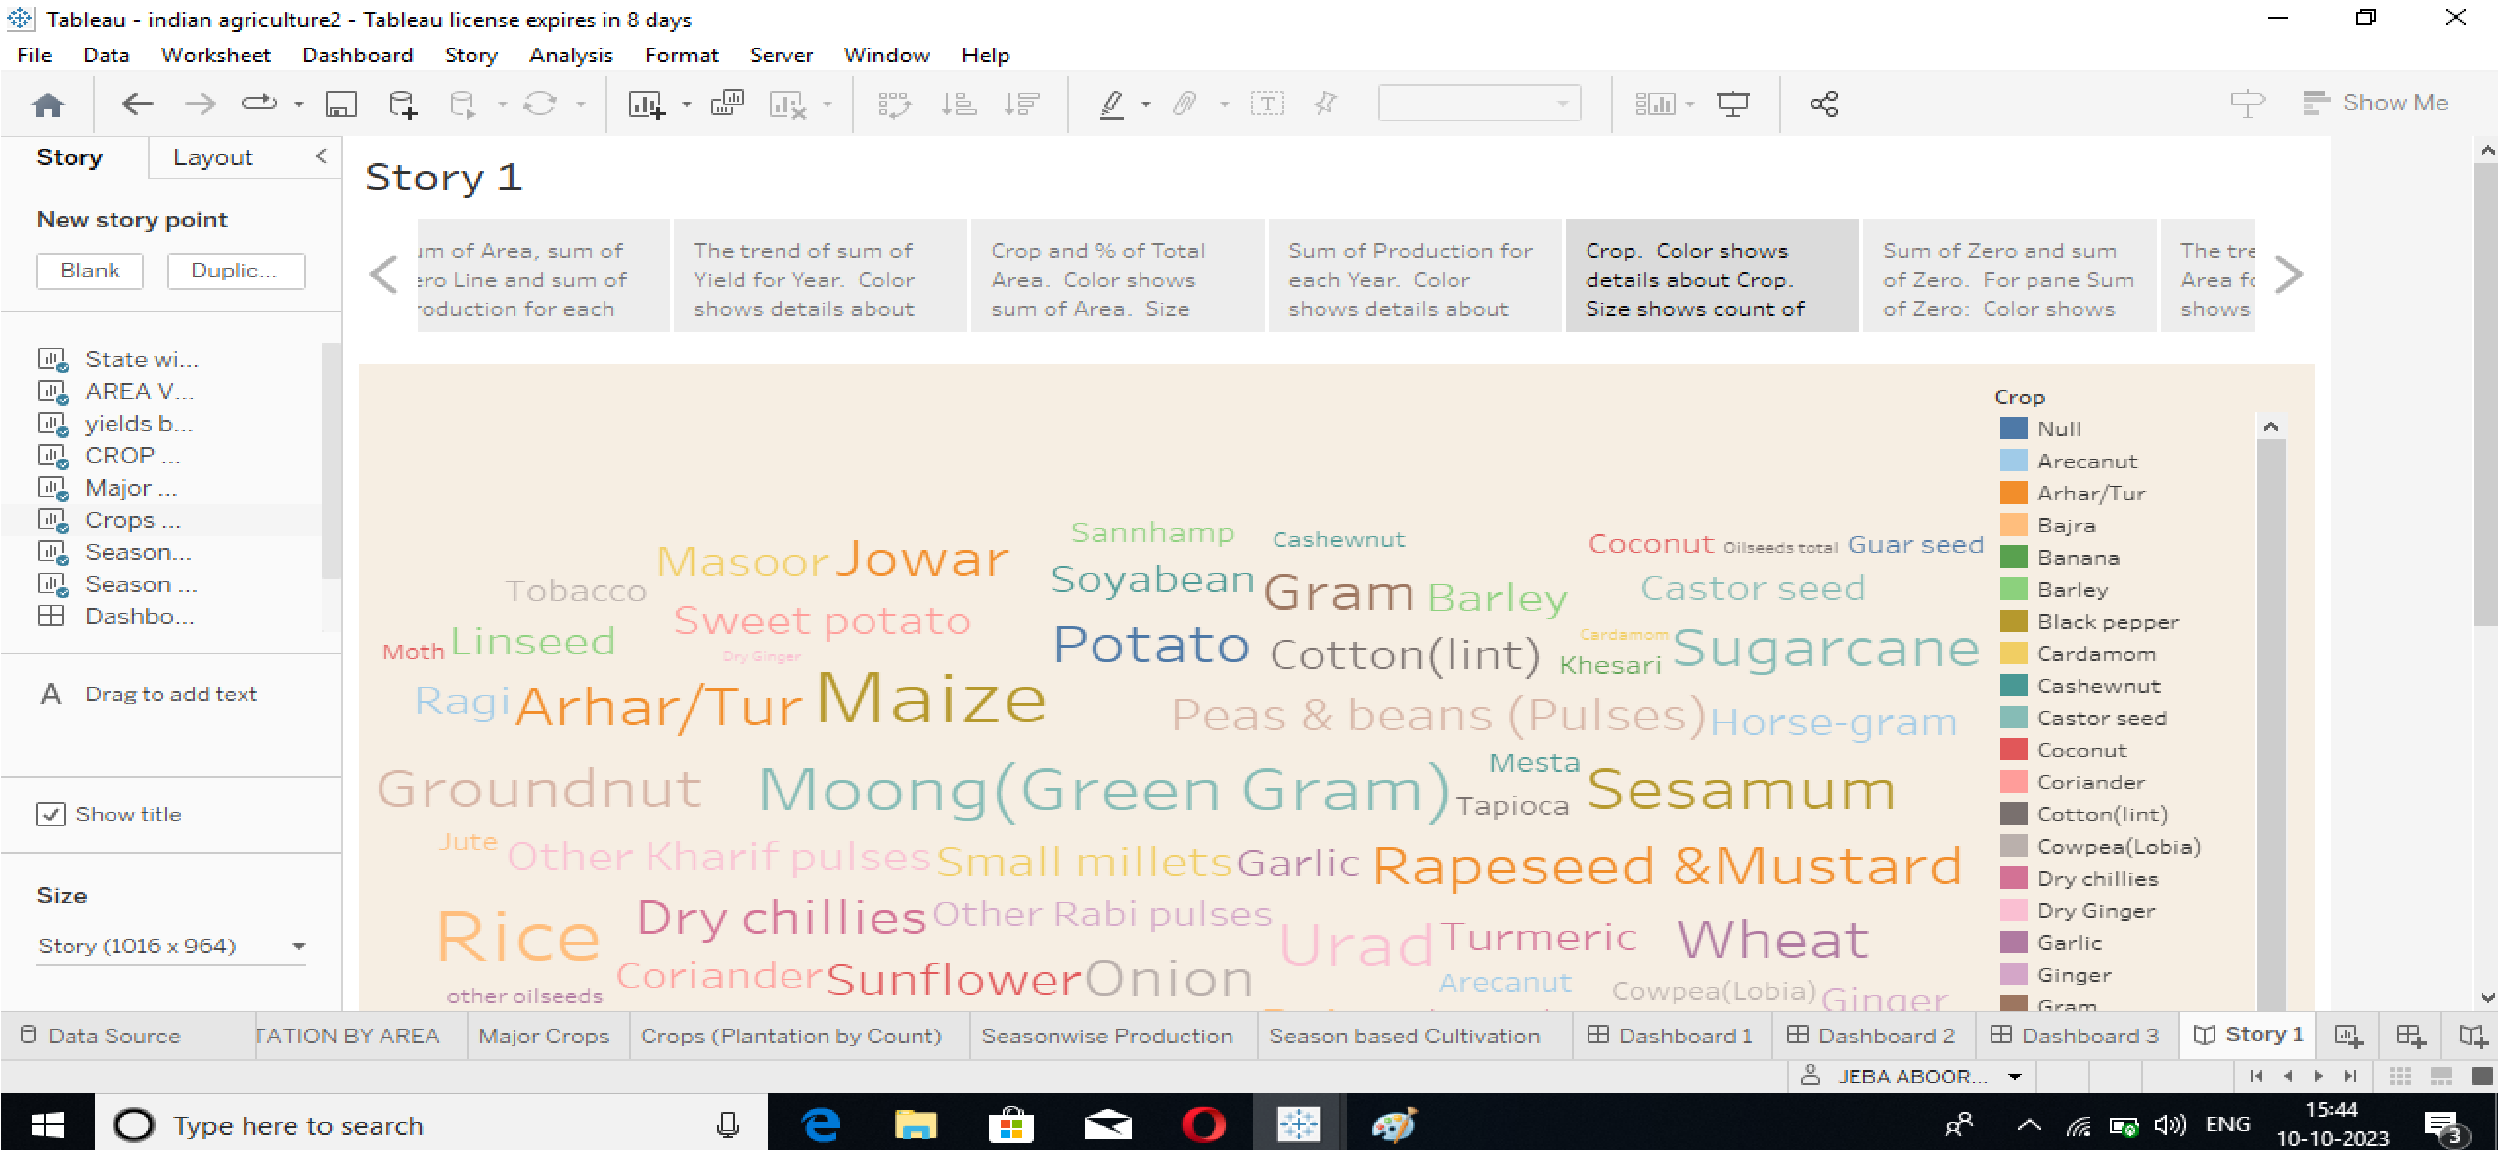 Tableau - indian agriculture2 - Tableau license expires in 8 days
File Data Worksheet Dashboard Story Analysis Format Server Window Help
Show Me
Story Layout
New story point
Blank Duplic...
State wi...
AREA V...
yields b...
CROP ...
Major ...
Crops ...
Season...
Season ...
Dashbo...
A Drag to add text
Show title
Size
Story (1016 x 964)
Story 1
um of Area, sum of
ero Line and sum of
roduction for each
The trend of sum of
Yield for Year. Color
shows details about
Crop and % of Total
Area. Color shows
sum of Area. Size
Sum of Production for
each Year. Color
shows details about
Crop. Color shows
details about Crop.
Size shows count of
Sum of Zero and sum
of Zero. For pane Sum
of Zero: Color shows
The tre
Area fo
shows
Sannhamp Cashewnut Coconut Oilseeds total Guar seed
Masoor Jowar
Tobacco Soyabean Gram Barley Castor seed
Sweet potato
Moth Linseed Dry Ginger Potato Cotton(lint) Cardamom Khesari Sugarcane
Ragi Arhar/Tur Maize Peas & beans (Pulses) Horse-gram
Groundnut Moong(Green Gram) Mesta Tapioca Sesamum
Jute Other Kharif pulses Small millets Garlic Rapeseed &Mustard
Rice Dry chillies Other Rabi pulses Urad Turmeric Wheat
Coriander Sunflower Onion Arecanut Cowpea(Lobia) Ginger
other oilseeds
Crop
Null
Arecanut
Arhar/Tur
Bajra
Banana
Barley
Black pepper
Cardamom
Cashewnut
Castor seed
Coconut
Coriander
Cotton(lint)
Cowpea(Lobia)
Dry chillies
Dry Ginger
Garlic
Ginger
Gram
Data Source TATION BY AREA Major Crops Crops (Plantation by Count) Seasonwise Production Season based Cultivation Dashboard 1 Dashboard 2 Dashboard 3 Story 1
JEBA ABOOR...
Type here to search
ENG
15:44
10-10-2023
3